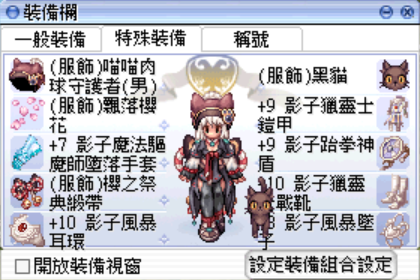 裝備欄
一般裝備
特殊裝備
稱號
(服飾)喵喵肉
球守護者(男)
(服飾)飄落櫻
花
+7 影子魔法驅
魔師墜落手套
(服飾)櫻之祭
典緞帶
+10 影子風暴
耳環
(服飾)黑貓
+9 影子獵靈士
鎧甲
+9 影子跆拳神
盾
10 影子獵靈
戰靴
影子風暴墜
子
開放裝備視窗
設定裝備組合設定